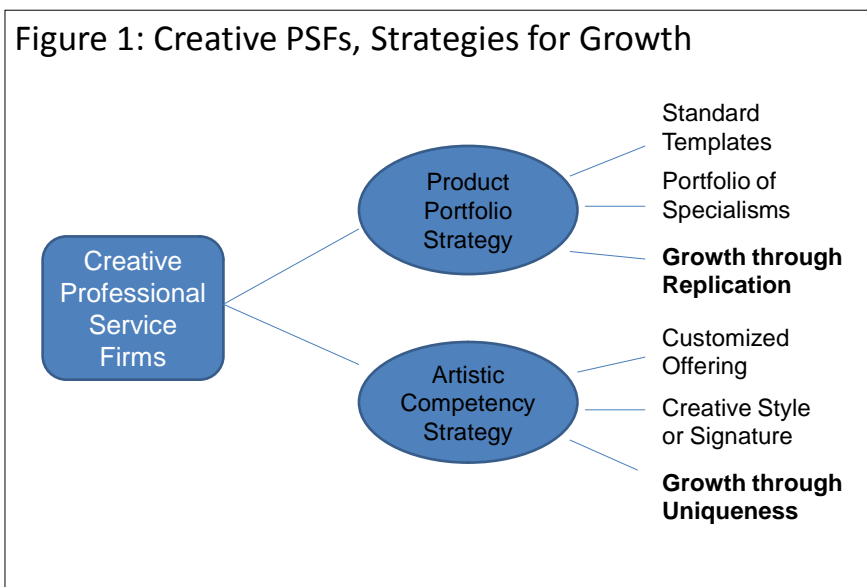 Figure 1: Creative PSFs, Strategies for Growth
Creative
Professional
Service
Firms
Product
Portfolio
Strategy
Standard
Templates
Portfolio of
Specialisms
Growth through
Replication
Artistic
Competency
Strategy
Customized
Offering
Creative Style
or Signature
Growth through
Uniqueness